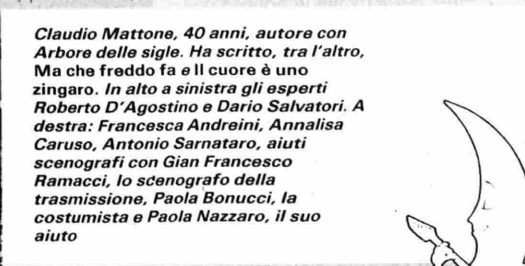 Claudio Mattone, 40 anni, autore con
Arbore delle sigle. Ha scritto, tra l'altro,
Ma che freddo fa e Il cuore è uno
zingaro. In alto a sinistra gli esperti
Roberto D'Agostino e Dario Salvatori. A
destra: Francesca Andreini, Annalisa
Caruso, Antonio Sarnataro, aiuti
scenografi con Gian Francesco
Ramacci, lo scenografo della
trasmissione, Paola Bonucci, la
costumista e Paola Nazzaro, il suo
aiuto